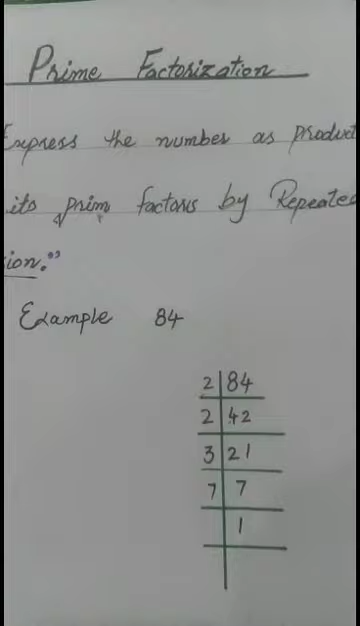 Prime Factorization
Express the number as product
its prim factors by Repeated
ion."
Example 84
2 84
2 42
3 21
7 7
1